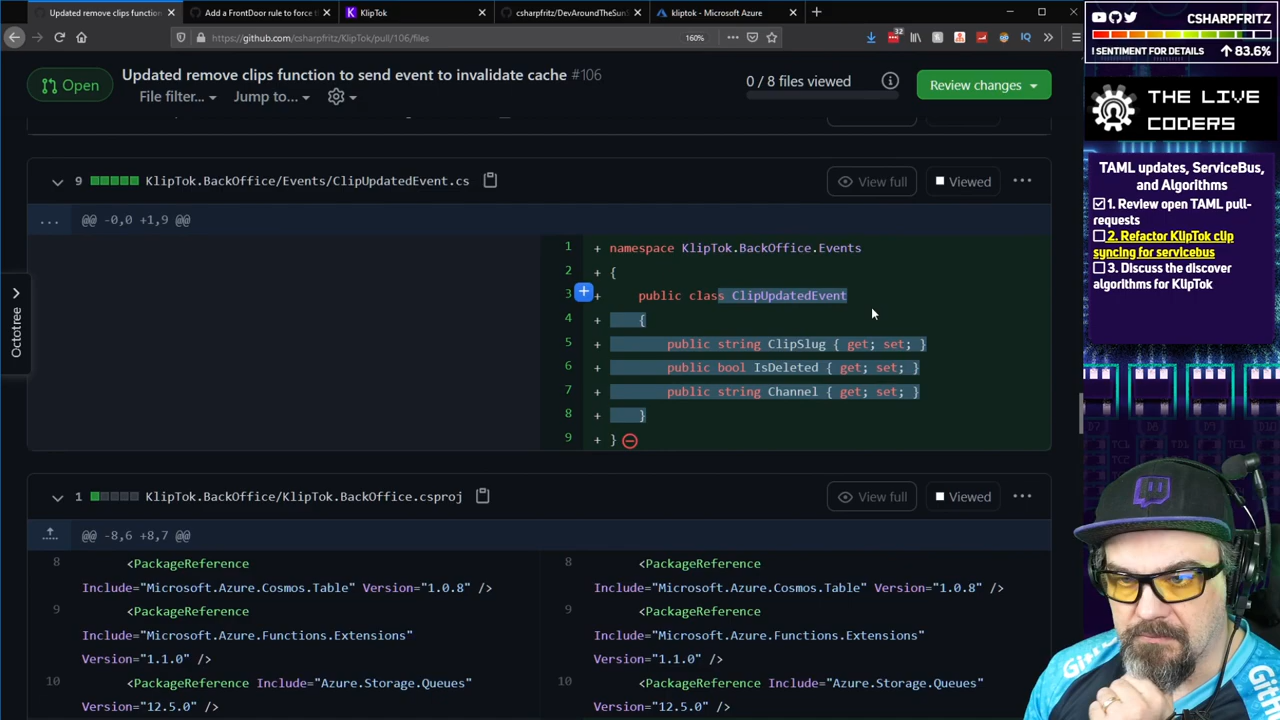 Updated remove clips function
Add a FrontDoor rule to force th
KlipTok
csharpfritz/DevAroundTheSun
kliptok - Microsoft Azure
https://github.com/csharpfritz/KlipTok/pull/106/files
160%
32
IQ
Open
Updated remove clips function to send
to invalidate cache #106
File filter...
Jump to...
0 / 8 files viewed
Review changes
9
KlipTok.BackOffice/Events/ClipUpdatedEvent.cs
View full
Viewed
...
@@ -0,0 +1,9 @@
1 + namespace KlipTok.BackOffice.Events
2 + {
3 + public class ClipUpdatedEvent
4 + {
5 + public string ClipSlug { get; set; }
6 + public bool IsDeleted { get; set; }
7 + public string Channel { get; set; }
8 + }
9 + }
Octotree
1
KlipTok.BackOffice/KlipTok.BackOffice.csproj
View full
Viewed
...
@@ -8,6 +8,7 @@
8 <PackageReference
Include="Microsoft.Azure.Cosmos.Table" Version="1.0.8" />
9 <PackageReference
Include="Microsoft.Azure.Functions.Extensions"
Version="1.1.0" />
10 <PackageReference Include="Azure.Storage.Queues"
Version="12.5.0" />
8 <PackageReference
Include="Microsoft.Azure.Cosmos.Table" Version="1.0.8" />
9 <PackageReference
Include="Microsoft.Azure.Functions.Extensions"
Version="1.1.0" />
10 <PackageReference Include="Azure.Storage.Queues"
Version="12.5.0" />
CSHARPFRITZ
! SENTIMENT FOR DETAILS
83.6%
THE LIVE
CODERS
TAML updates, ServiceBus,
and Algorithms
1. Review open TAML pull-
requests
2. Refactor KlipTok clip
syncing for servicebus
3. Discuss the discover
algorithms for KlipTok